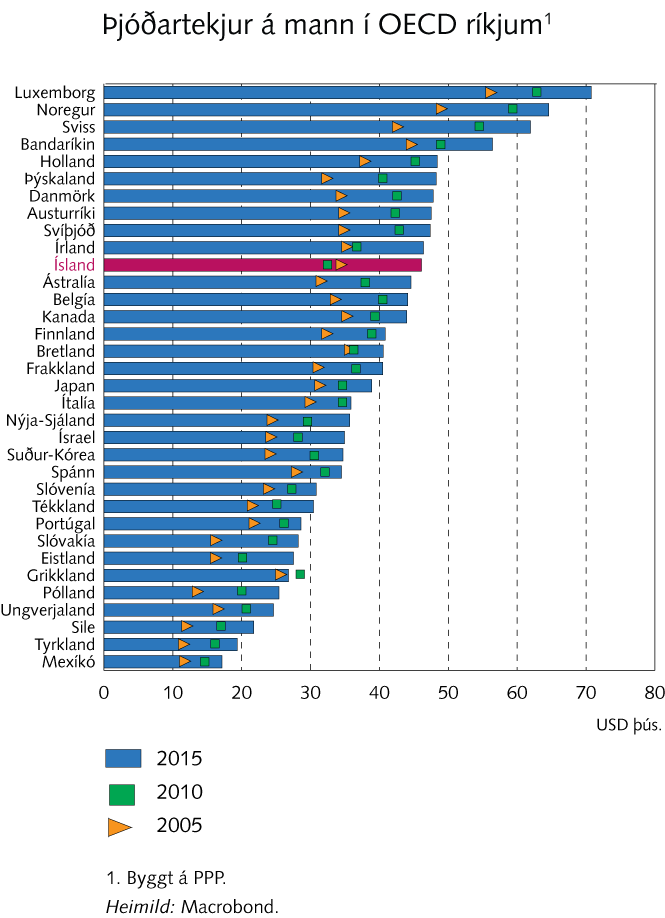 Þjóðartekjur á mann í OECD ríkjum¹
Luxemborg
Noregur
Sviss
Bandaríkin
Holland
Þýskaland
Danmörk
Austurríki
Svíþjóð
Írland
Ísland
Ástralía
Belgía
Kanada
Finnland
Bretland
Frakkland
Japan
Ítalía
Nýja-Sjáland
Ísrael
Suður-Kórea
Spánn
Slóvenía
Tékkland
Portúgal
Slóvakía
Eistland
Grikkland
Pólland
Ungverjaland
Sile
Tyrkland
Mexíkó
0 10 20 30 40 50 60 70 80
USD þús.
2015
2010
2005
1. Byggt á PPP.
Heimild: Macrobond.